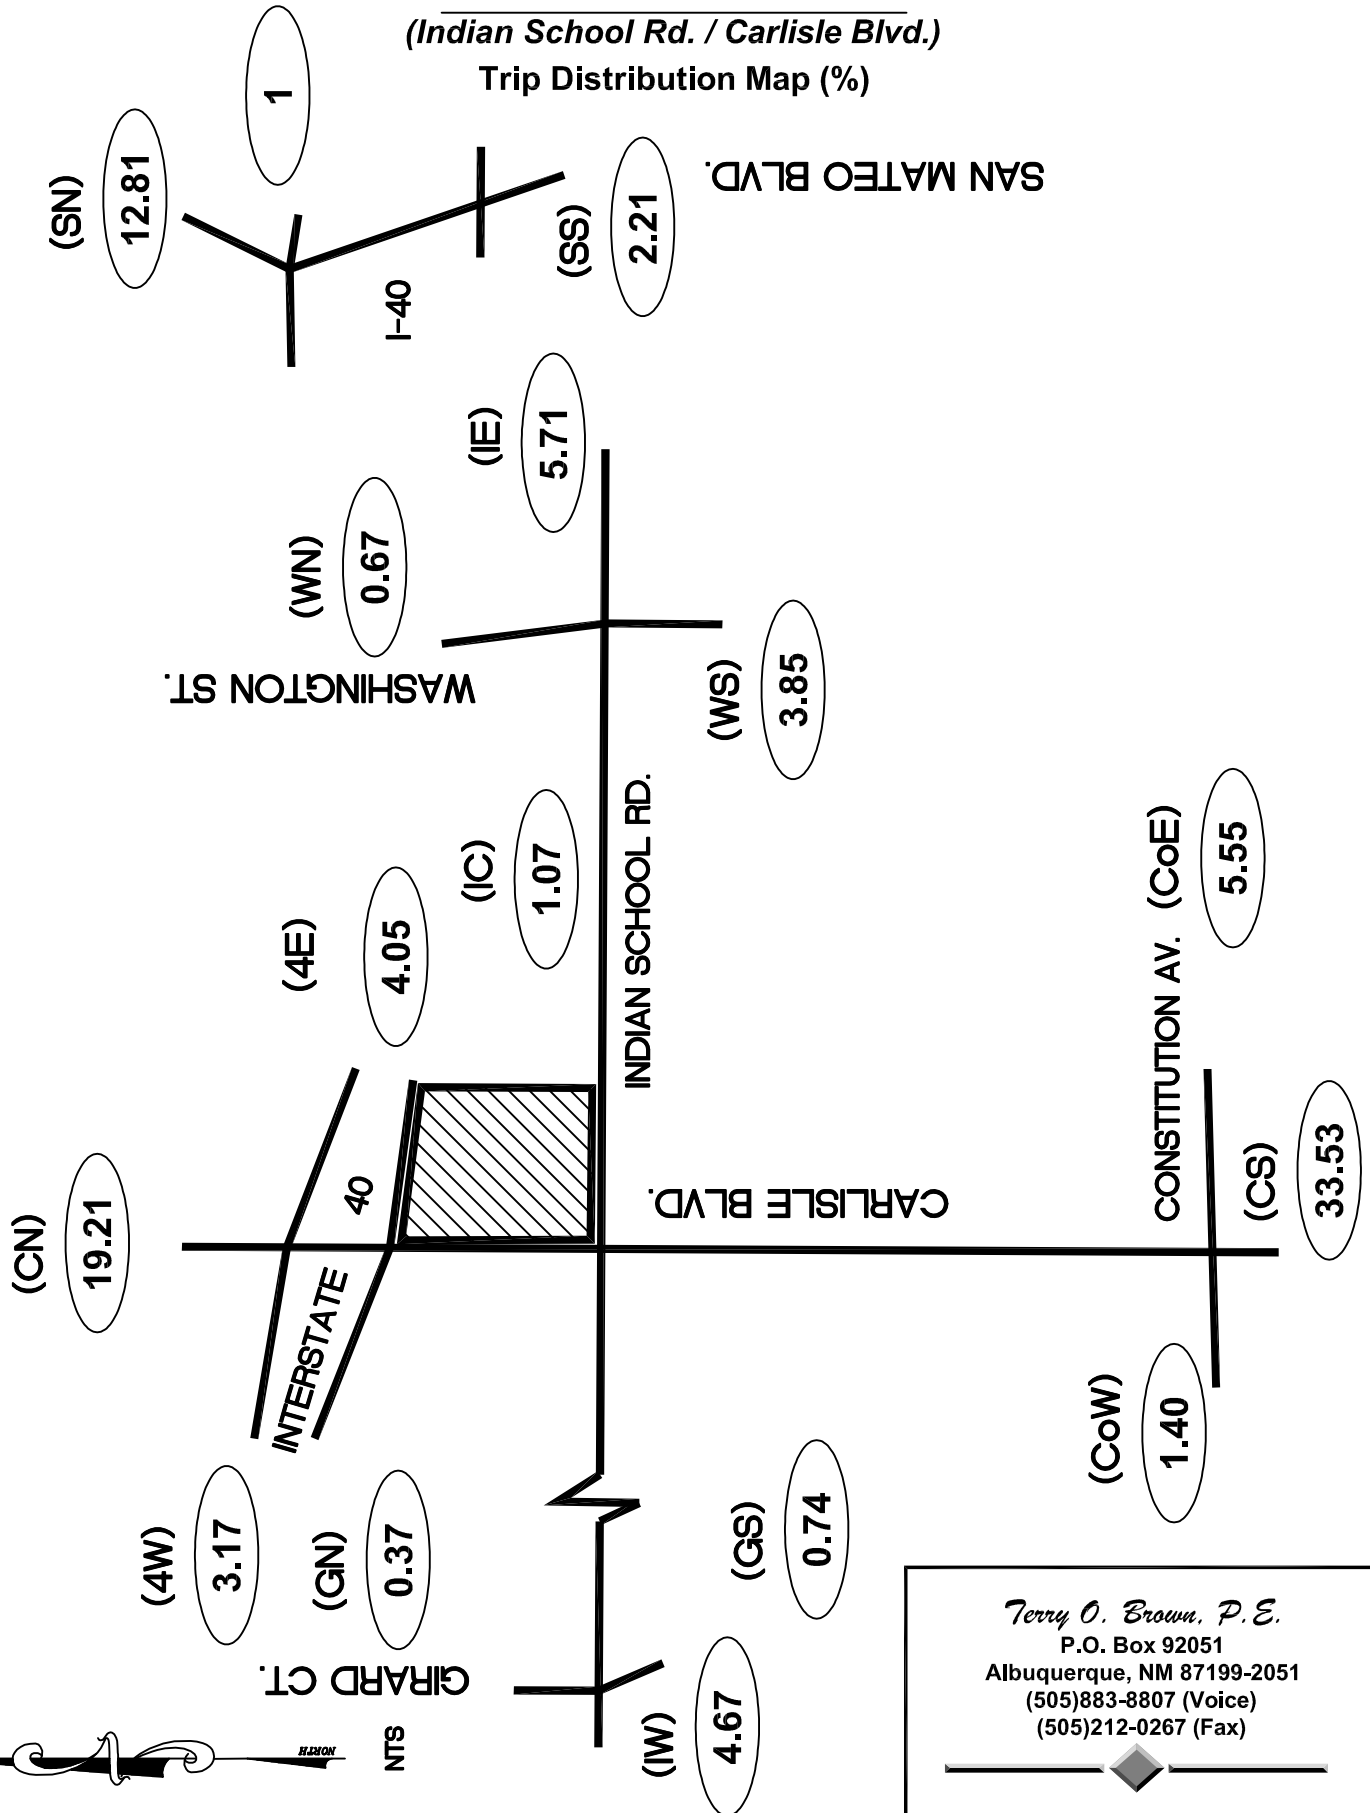 (Indian School Rd. / Carlisle Blvd.)
Trip Distribution Map (%)
(SN)
12.81
1
SAN MATEO BLVD.
I-40
(SS)
2.21
(IE)
5.71
(WN)
0.67
WASHINGTON ST.
(WS)
3.85
(IC)
1.07
INDIAN SCHOOL RD.
(4E)
4.05
(CN)
19.21
INTERSTATE
40
CARLISLE BLVD.
CONSTITUTION AV.
(CoE)
5.55
(CS)
33.53
(CoW)
1.40
(4W)
3.17
(GN)
0.37
GIRARD CT.
(GS)
0.74
(IW)
4.67
NORTH
NTS
Terry O. Brown, P.E.
P.O. Box 92051
Albuquerque, NM 87199-2051
(505)883-8807 (Voice)
(505)212-0267 (Fax)